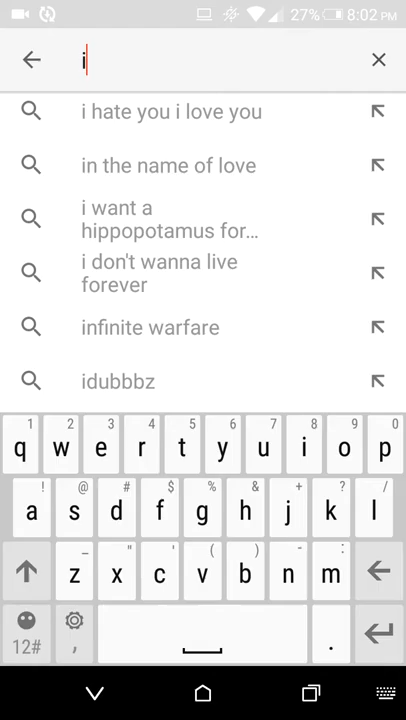 27% 8:02 PM
i
i hate you i love you
in the name of love
i want a
hippopotamus for...
i don't wanna live
forever
infinite warfare
idubbbz
1 2 3 4 5 6 7 8 9 0
q w e r t y u i o p
! @ # $ % & + ? /
a s d f g h j k l
_ " ' ( ) - :
z x c v b n m
12# , .